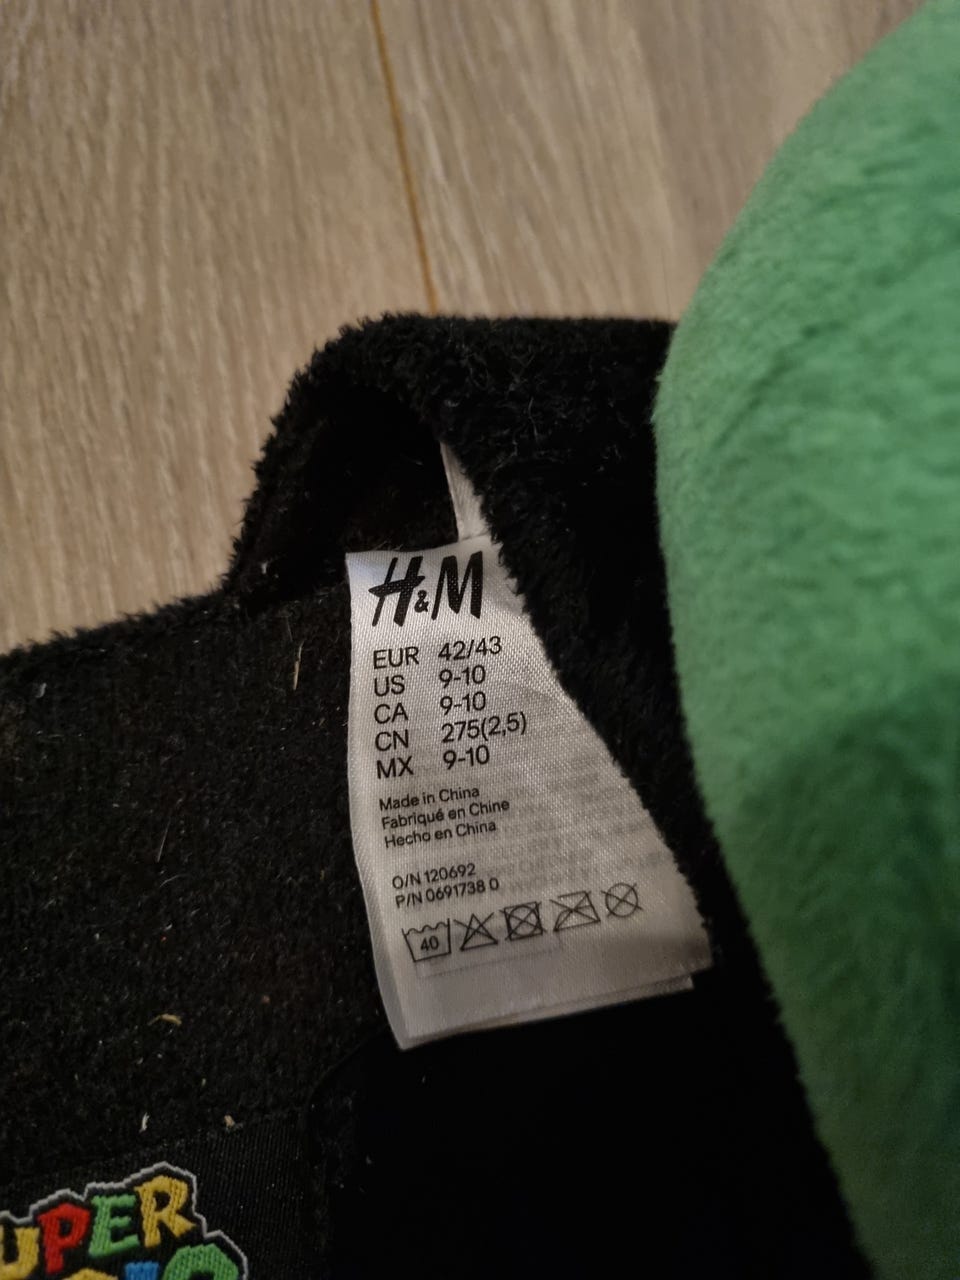 H&M
EUR 42/43
US 9-10
CA 9-10
CN 275(2,5)
MX 9-10
Made in China
Fabriqué en Chine
Hecho en China
O/N 120692
P/N 0691738 0
40
UPER